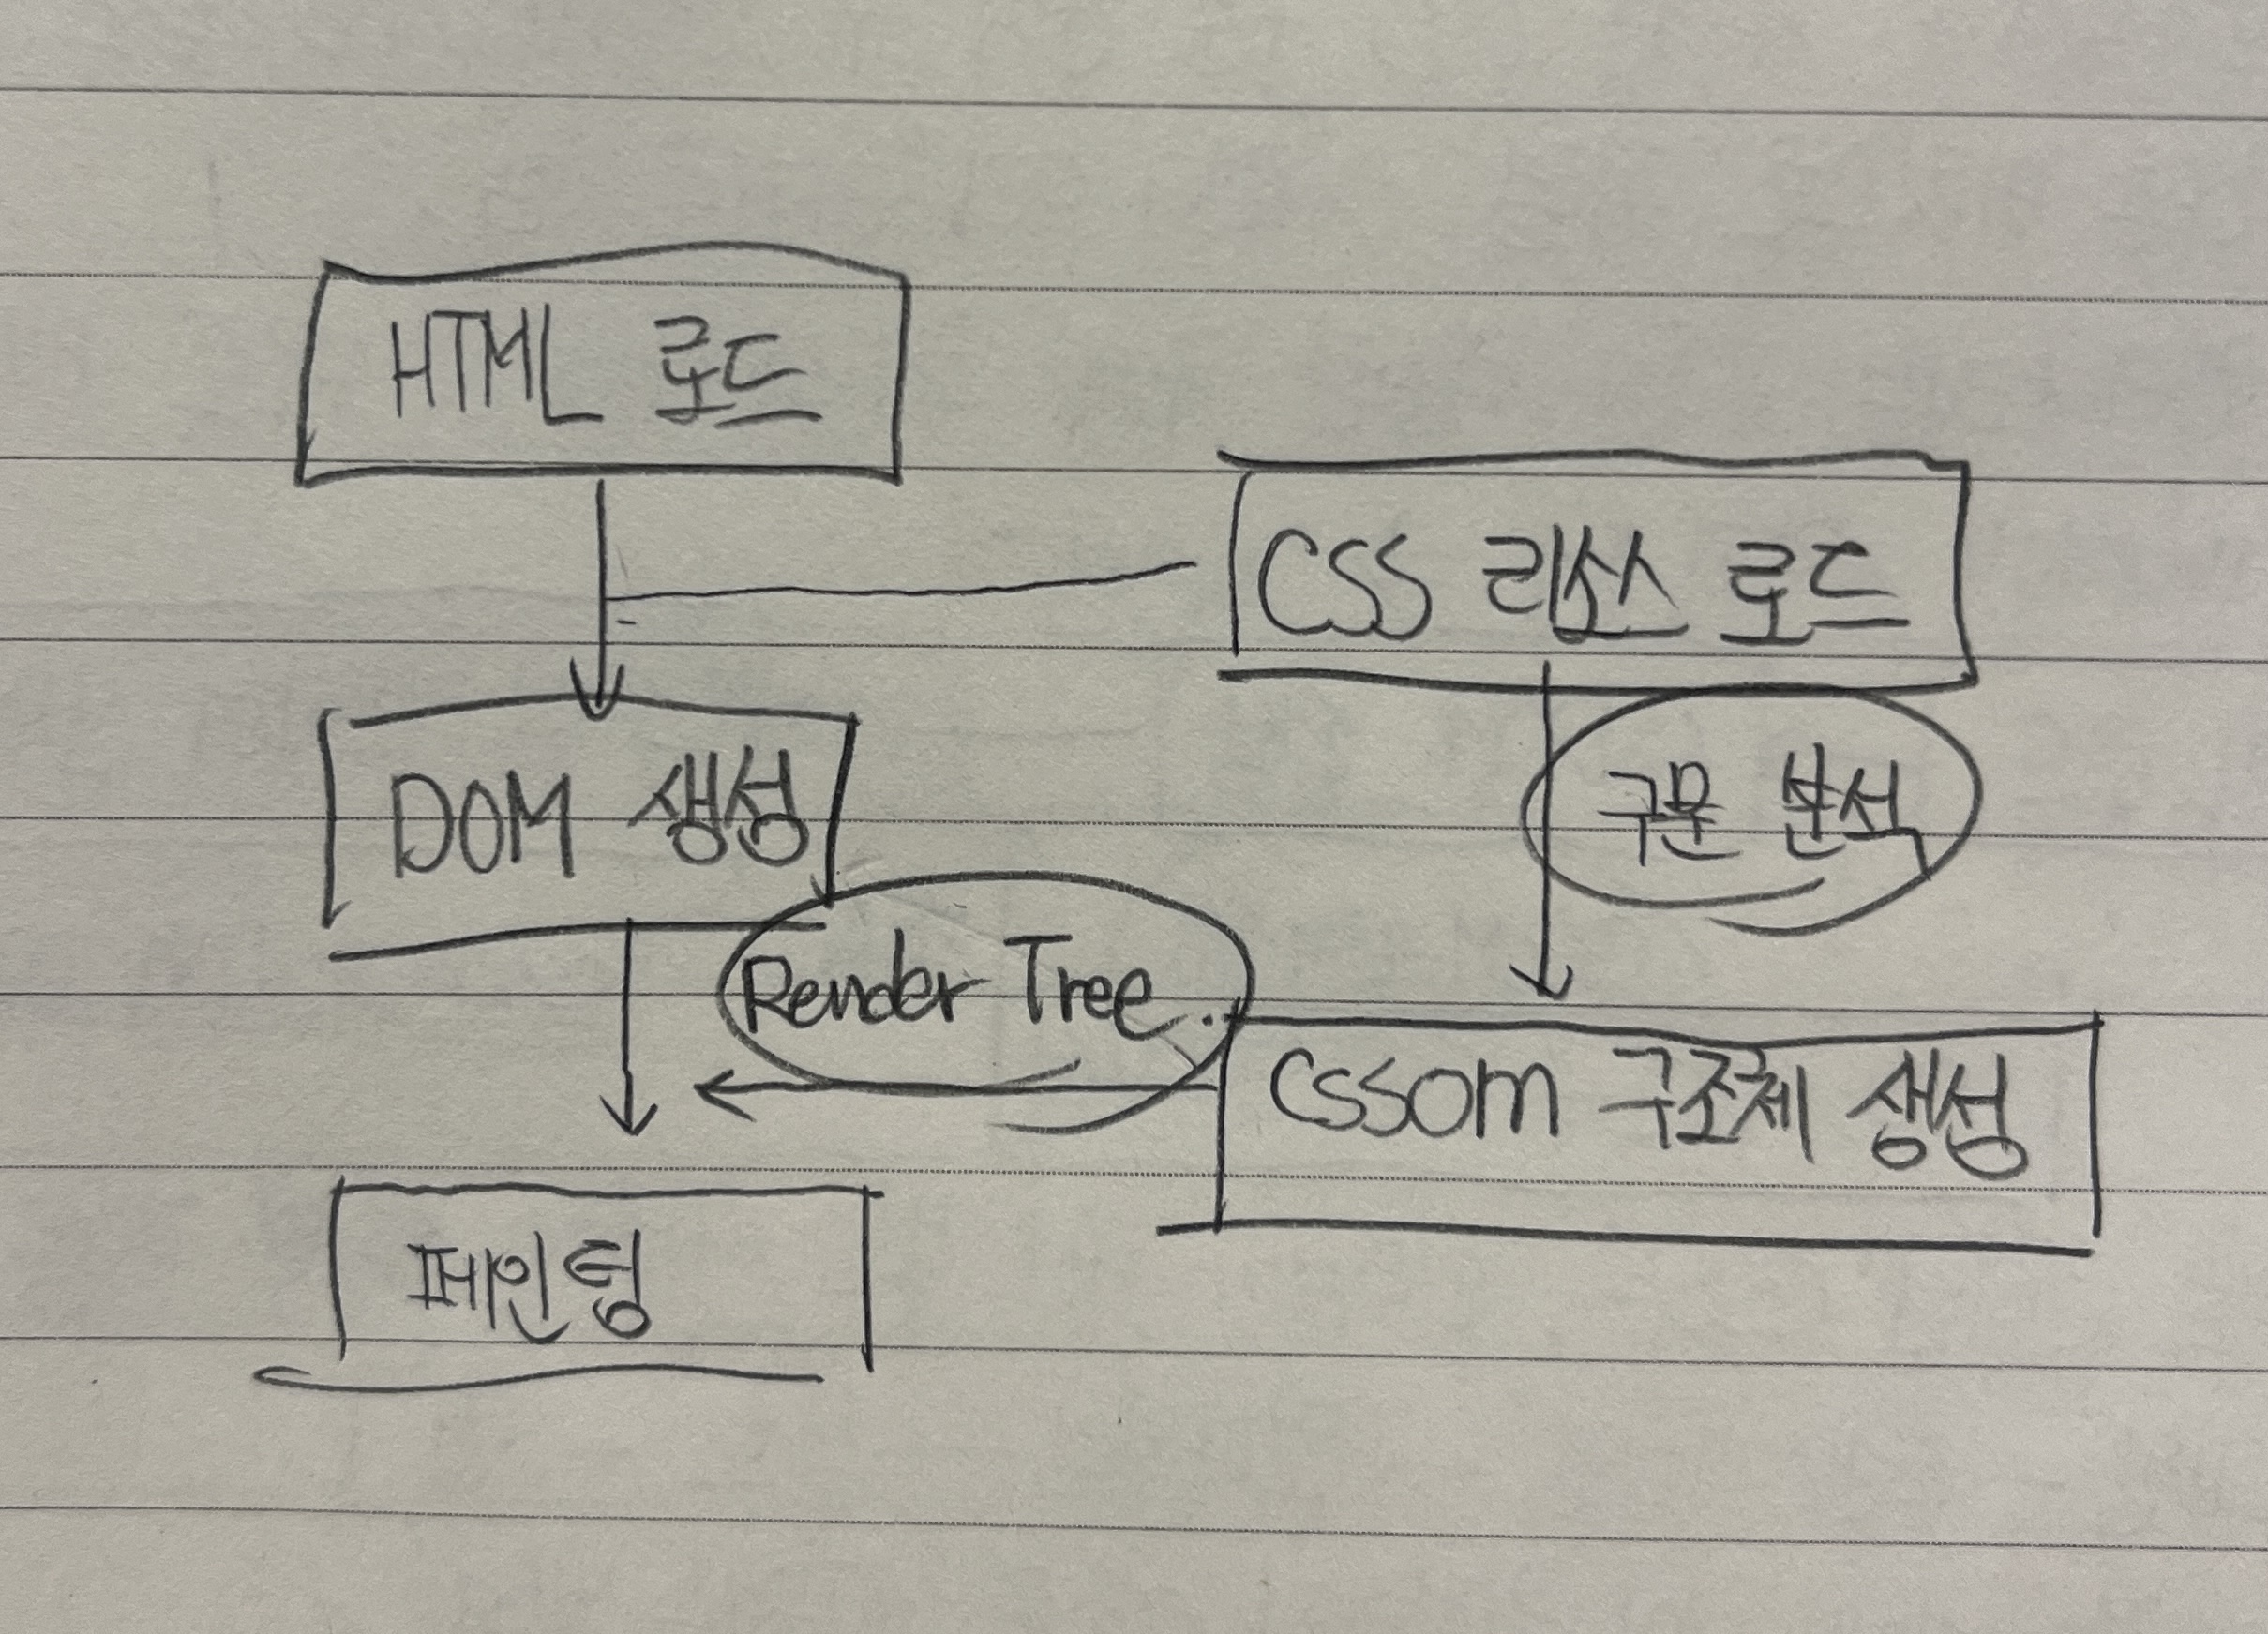 HTML 로드
CSS 리소스 로드
DOM 생성
구문 분석
Render Tree
CSSOM 구조체 생성
페인팅